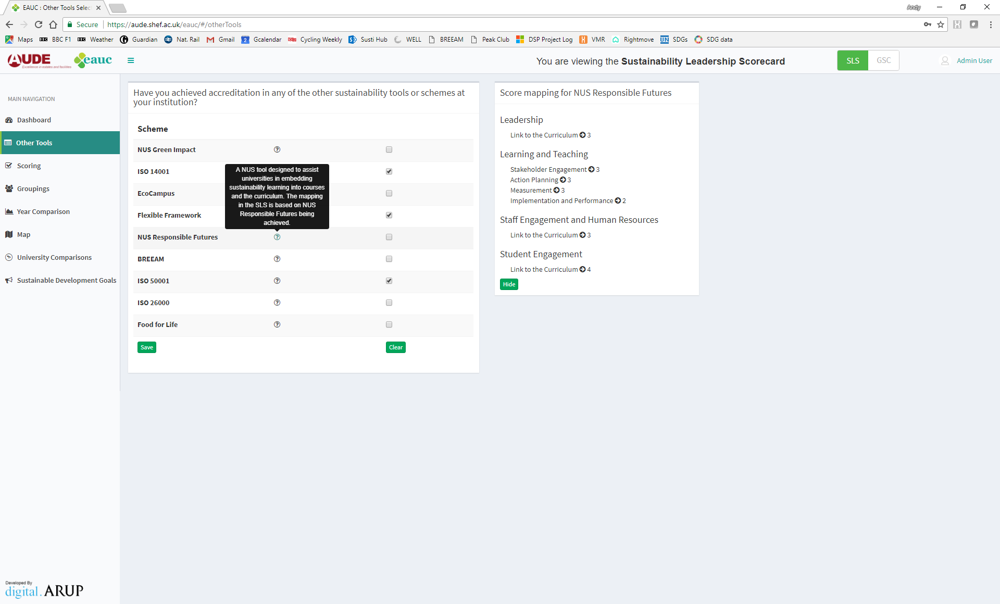 EAUC : Other Tools Selec
Andy
Secure
https://aude.shef.ac.uk/eauc/#/otherTools
Maps
BBC F1
Weather
Guardian
Nat. Rail
Gmail
2 Gcalendar
Cycling Weekly
Susti Hub
WELL
BREEAM
Peak Club
DSP Project Log
VMR
Rightmove
UN SDGs
SDG data
AUDE
Excellence in estates and facilities
eauc
You are viewing the Sustainability Leadership Scorecard
SLS
GSC
Admin User
MAIN NAVIGATION
Dashboard
Other Tools
Scoring
Groupings
Year Comparison
Map
University Comparisons
Sustainable Development Goals
Developed By
digital.ARUP
Have you achieved accreditation in any of the other sustainability tools or schemes at
your institution?
Scheme
NUS Green Impact
ISO 14001
EcoCampus
Flexible Framework
NUS Responsible Futures
BREEAM
ISO 50001
ISO 26000
Food for Life
Save
Clear
A NUS tool designed to assist
universities in embedding
sustainability learning into courses
and the curriculum. The mapping
in the SLS is based on NUS
Responsible Futures being
achieved.
Score mapping for NUS Responsible Futures
Leadership
Link to the Curriculum 3
Learning and Teaching
Stakeholder Engagement 3
Action Planning 3
Measurement 3
Implementation and Performance 2
Staff Engagement and Human Resources
Link to the Curriculum 3
Student Engagement
Link to the Curriculum 4
Hide